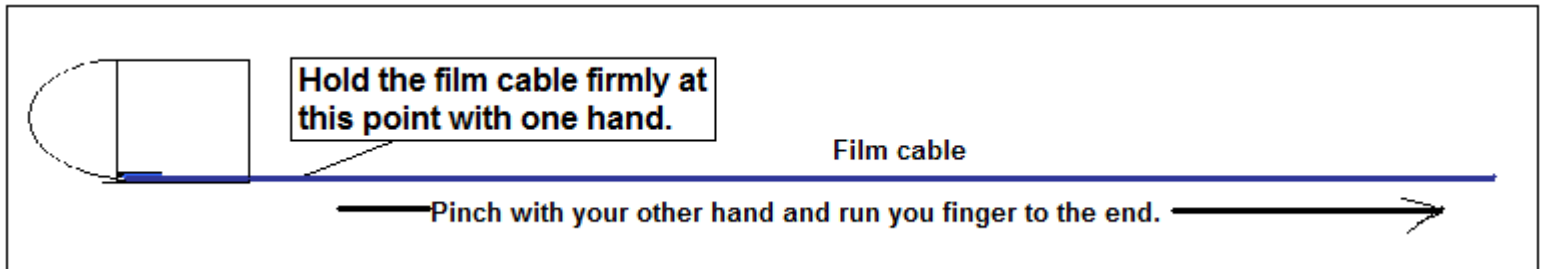 Hold the film cable firmly at
this point with one hand.
Film cable
Pinch with your other hand and run you finger to the end.